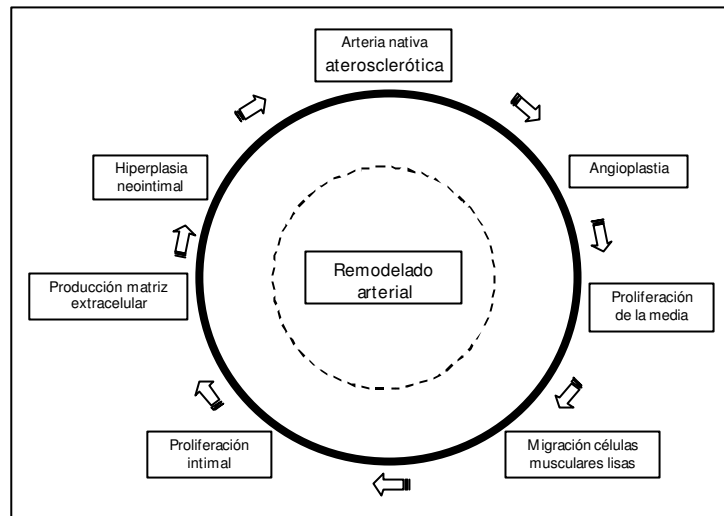 Arteria nativa
aterosclerótica
Angioplastia
Proliferación
de la media
Migración células
musculares lisas
Proliferación
intimal
Producción matriz
extracelular
Hiperplasia
neointimal
Remodelado
arterial